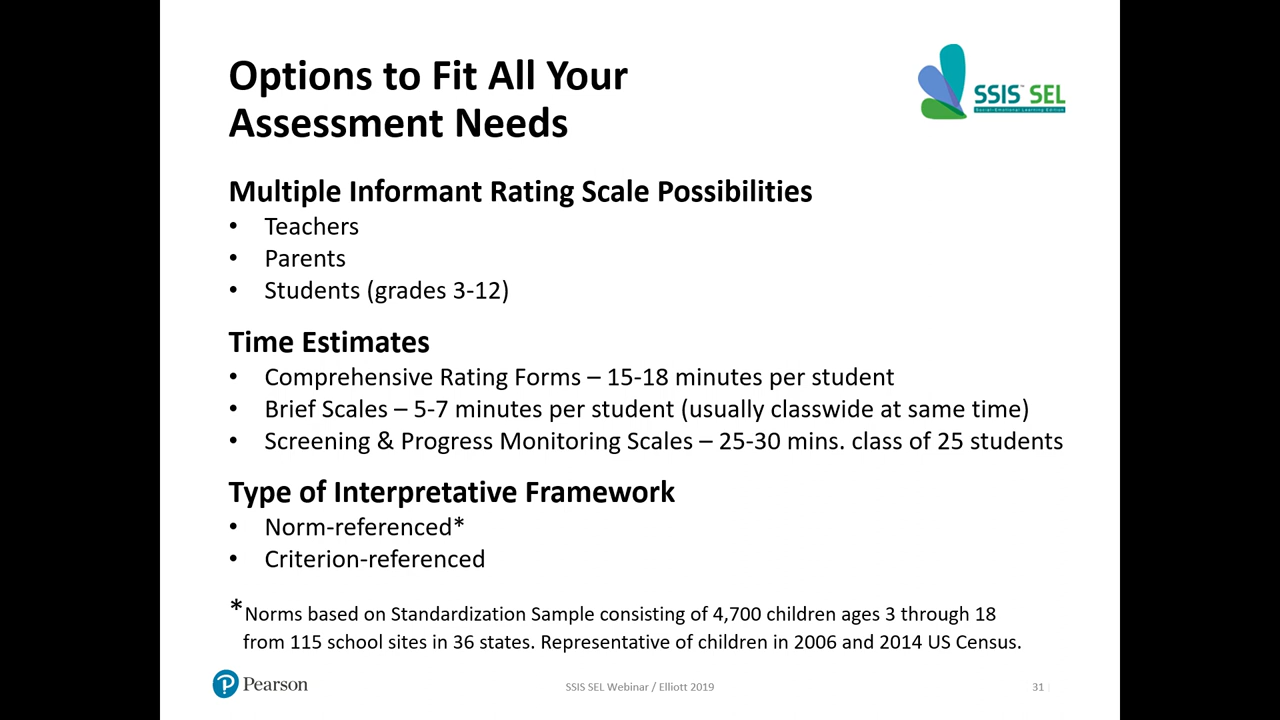 Options to Fit All Your
Assessment Needs
SSIS™ SEL
Social-Emotional Learning Edition
Multiple Informant Rating Scale Possibilities
• Teachers
• Parents
• Students (grades 3-12)
Time Estimates
• Comprehensive Rating Forms – 15-18 minutes per student
• Brief Scales – 5-7 minutes per student (usually classwide at same time)
• Screening & Progress Monitoring Scales – 25-30 mins. class of 25 students
Type of Interpretative Framework
• Norm-referenced*
• Criterion-referenced
*Norms based on Standardization Sample consisting of 4,700 children ages 3 through 18
from 115 school sites in 36 states. Representative of children in 2006 and 2014 US Census.
P Pearson
SSIS SEL Webinar / Elliott 2019
31